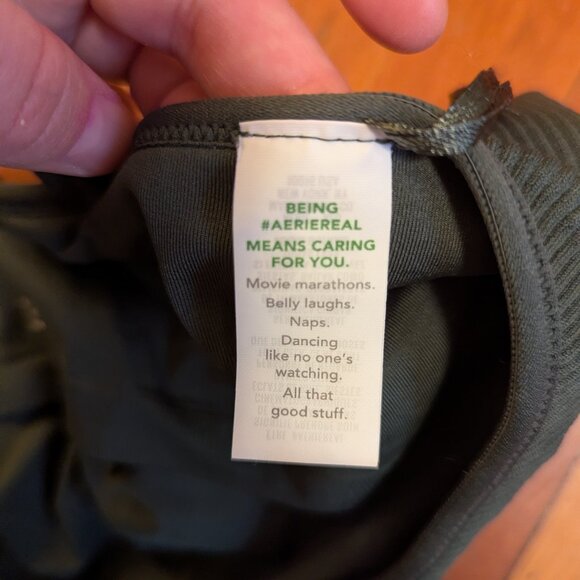 BEING
#AERIEREAL
MEANS CARING
FOR YOU.
Movie marathons.
Belly laughs.
Naps.
Dancing
like no one's
watching.
All that
good stuff.